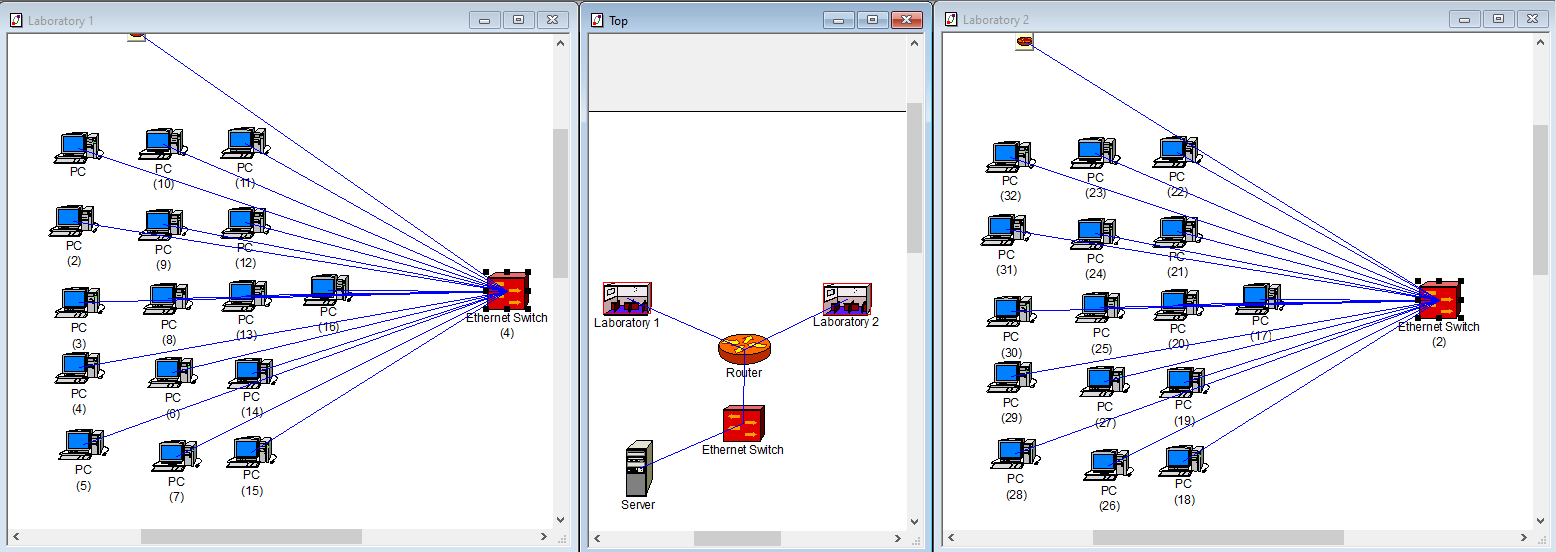 Laboratory 1
PC
PC
(10)
PC
(11)
PC
(2)
PC
(9)
PC
(12)
PC
(3)
PC
(8)
PC
(13)
PC
(16)
Ethernet Switch
(4)
PC
(4)
PC
(6)
PC
(14)
PC
(5)
PC
(7)
PC
(15)
Top
Laboratory 1
Laboratory 2
Router
Ethernet Switch
Server
Laboratory 2
PC
(32)
PC
(23)
PC
(22)
PC
(31)
PC
(24)
PC
(21)
PC
(30)
PC
(25)
PC
(20)
PC
(17)
Ethernet Switch
(2)
PC
(29)
PC
(27)
PC
(19)
PC
(28)
PC
(26)
PC
(18)